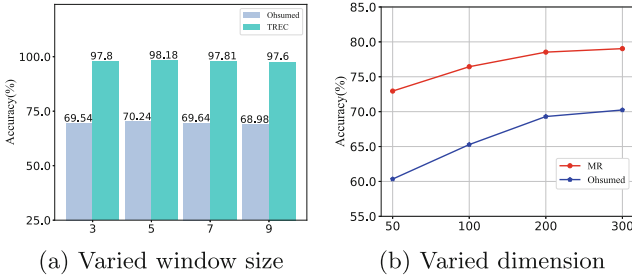 Ohsumed
TREC
Accuracy(%)
100.0
75.0
50.0
25.0
69.54 97.8 70.24 98.18 69.64 97.81 68.98 97.6
3 5 7 9
(a) Varied window size
Accuracy(%)
85.0
80.0
75.0
70.0
65.0
60.0
55.0
MR
Ohsumed
50 100 200 300
(b) Varied dimension